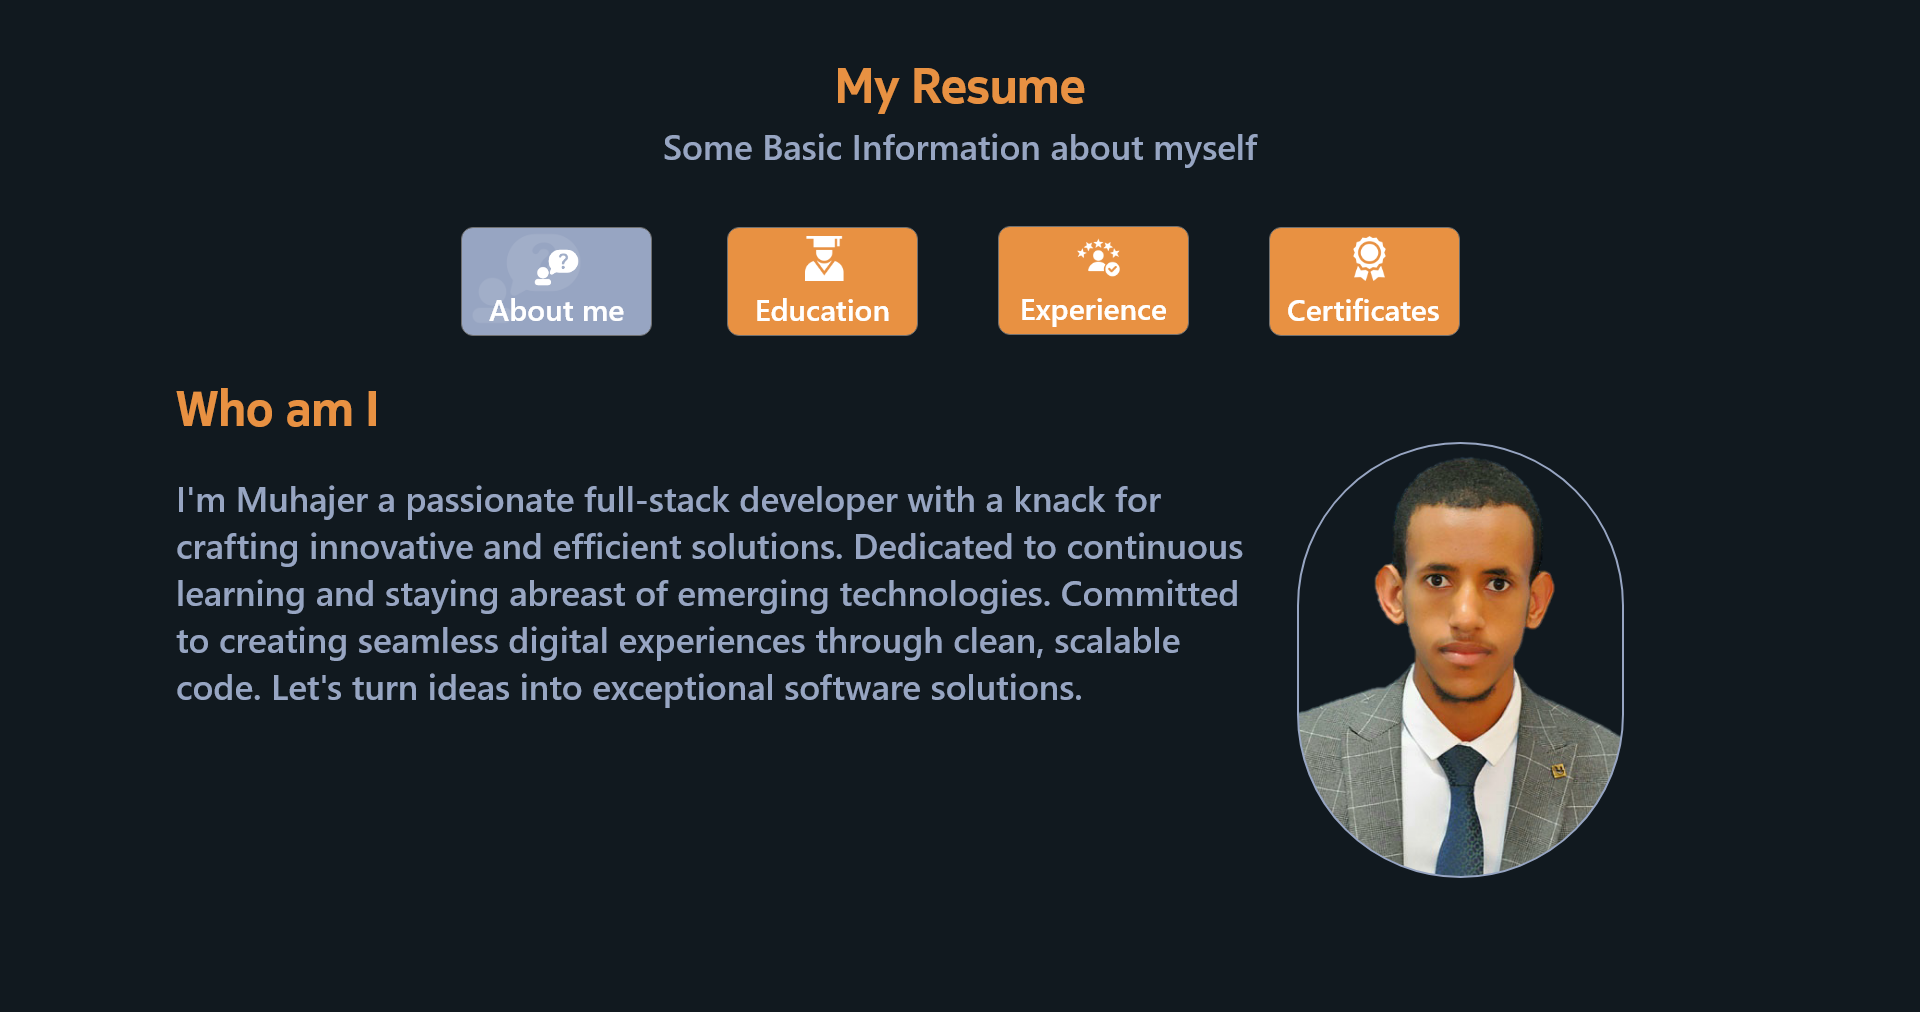 My Resume
Some Basic Information about myself
About me
Education
Experience
Certificates
Who am I
I'm Muhajer a passionate full-stack developer with a knack for
crafting innovative and efficient solutions. Dedicated to continuous
learning and staying abreast of emerging technologies. Committed
to creating seamless digital experiences through clean, scalable
code. Let's turn ideas into exceptional software solutions.